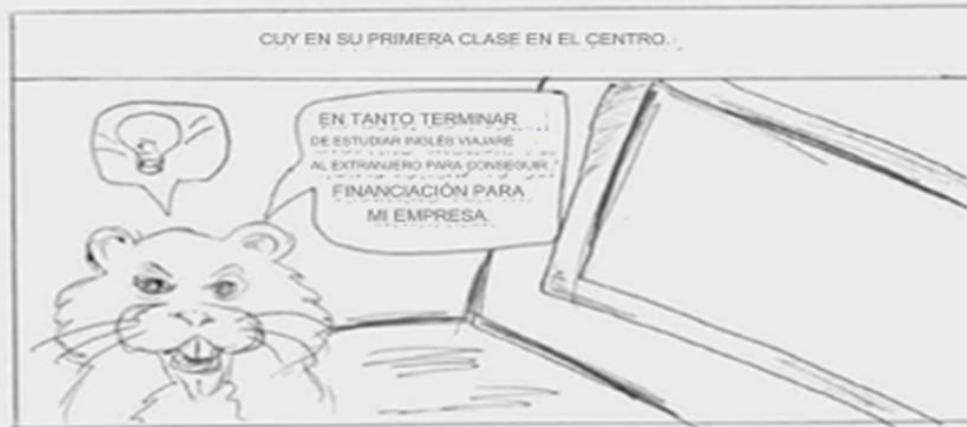 CUY EN SU PRIMERA CLASE EN EL CENTRO.
EN TANTO TERMINAR
DE ESTUDIAR INGLÉS VIAJARÉ
AL EXTRANJERO PARA CONSEGUIR
FINANCIACIÓN PARA
MI EMPRESA.